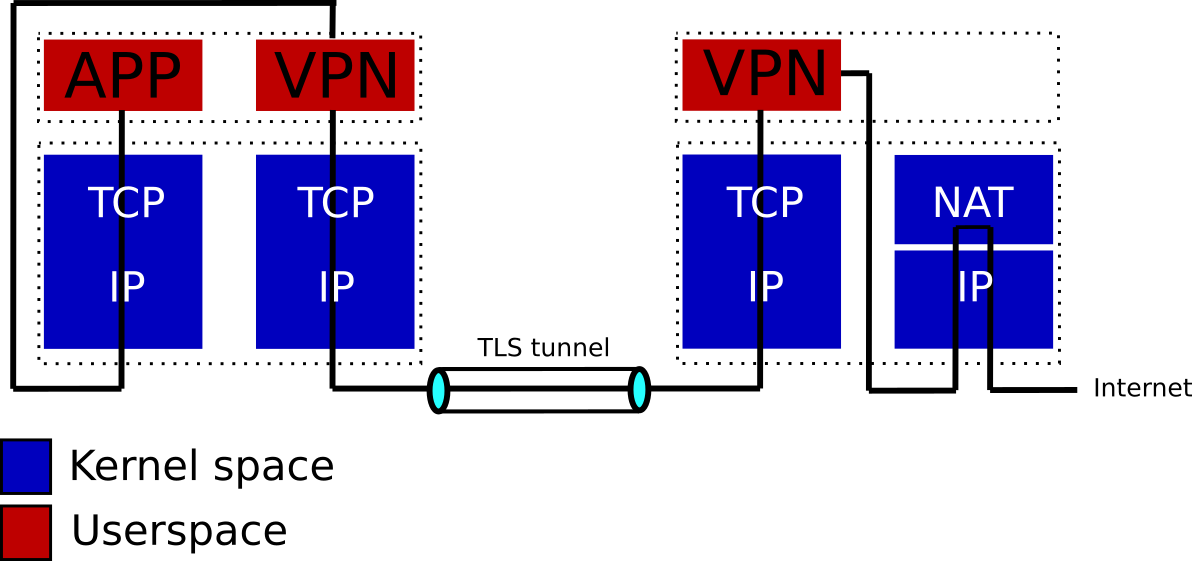 APP
VPN
VPN
TCP
TCP
TCP
NAT
IP
IP
IP
IP
TLS tunnel
Internet
Kernel space
Userspace